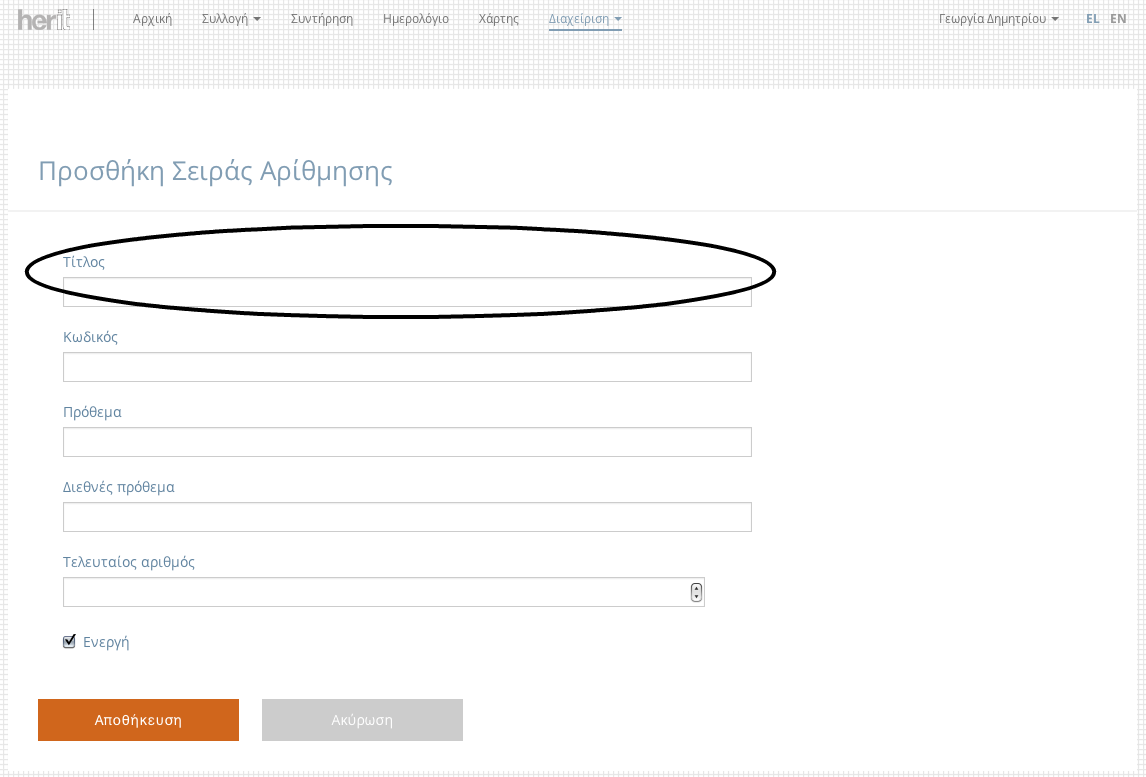 herit Αρχική Συλλογή Συντήρηση Ημερολόγιο Χάρτης Διαχείριση Γεωργία Δημητρίου EL EN
Προσθήκη Σειράς Αρίθμησης
Τίτλος
Κωδικός
Πρόθεμα
Διεθνές πρόθεμα
Τελευταίος αριθμός
Ενεργή
Αποθήκευση Ακύρωση